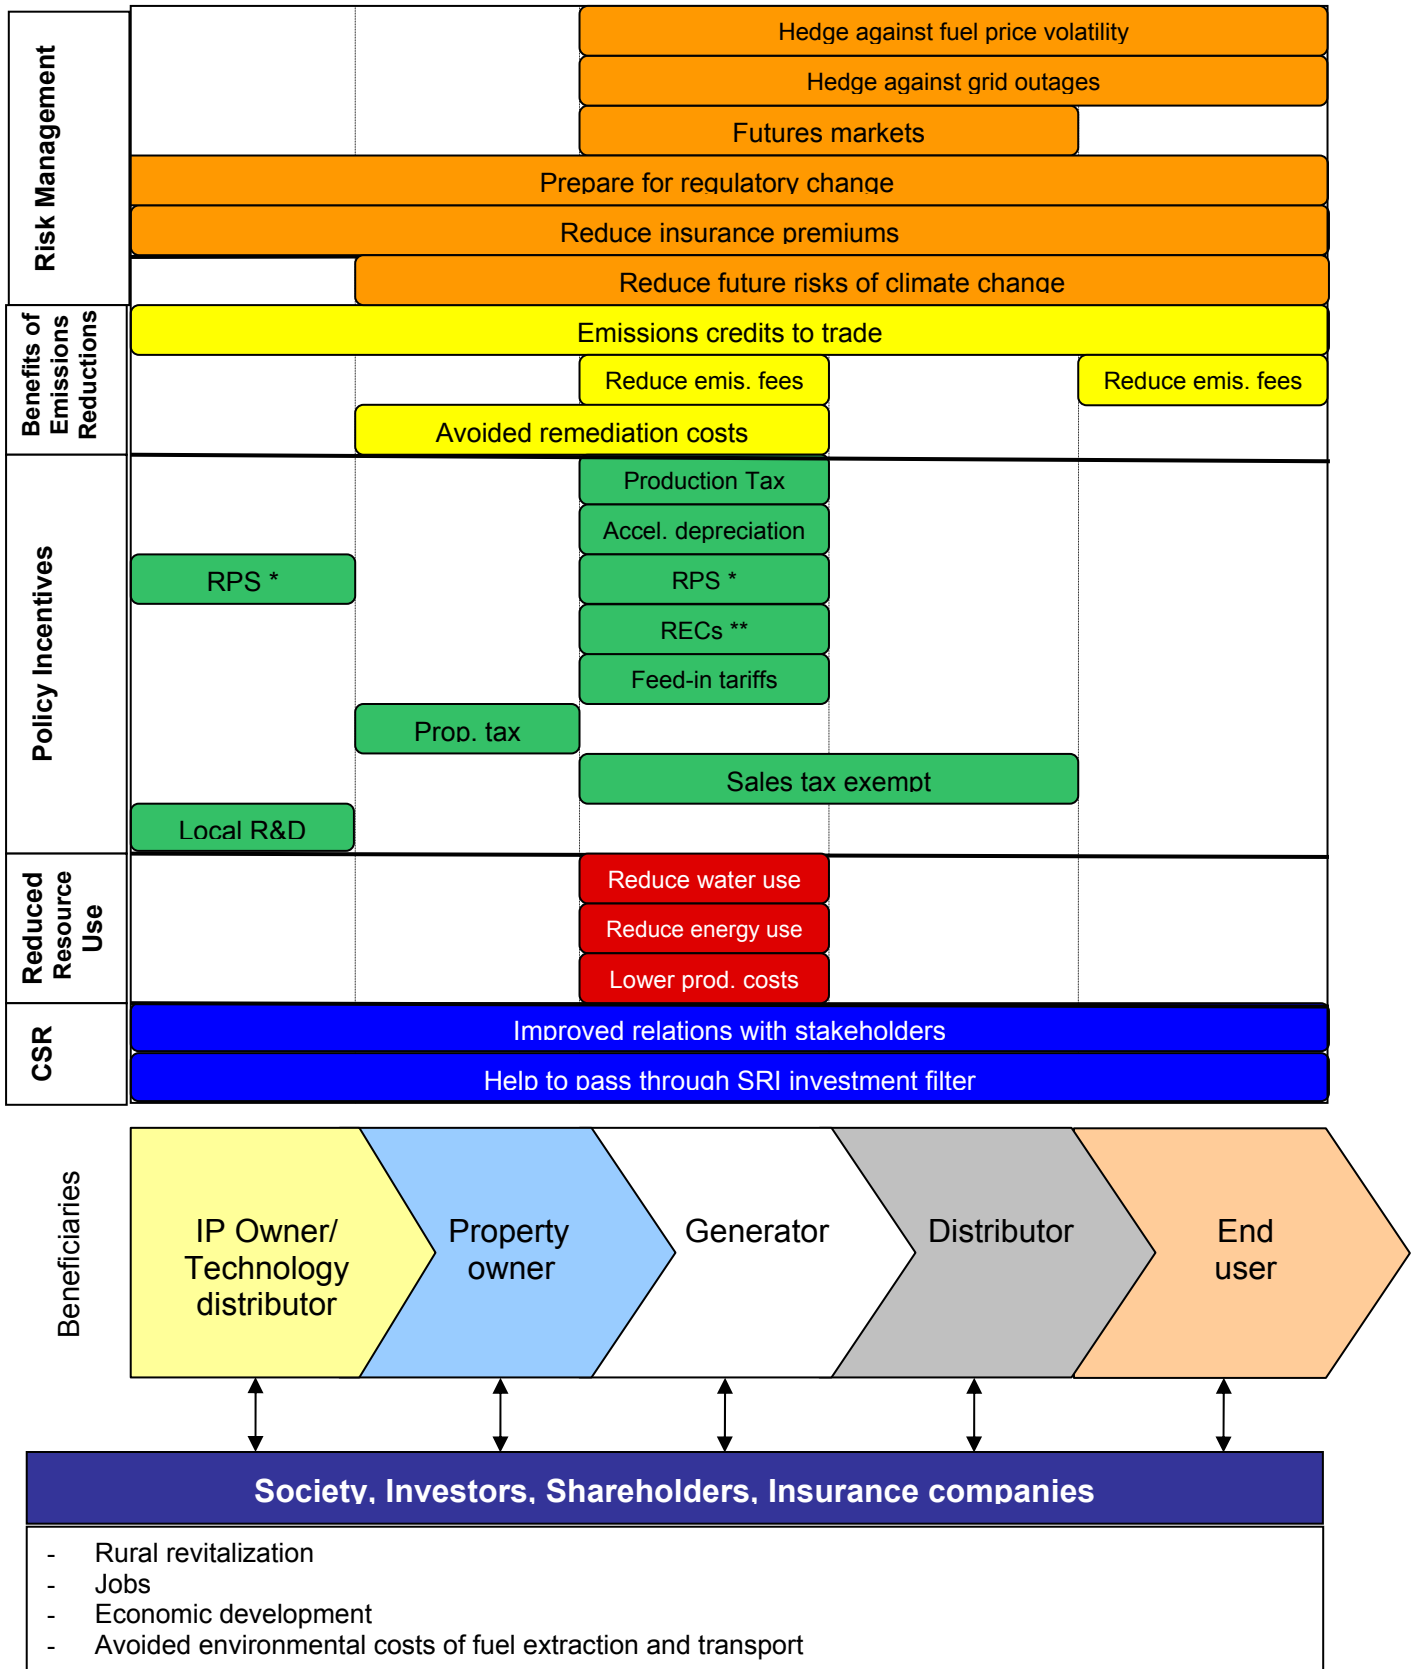 Risk Management
Hedge against fuel price volatility
Hedge against grid outages
Futures markets
Prepare for regulatory change
Reduce insurance premiums
Reduce future risks of climate change
Benefits of
Emissions
Reductions
Emissions credits to trade
Reduce emis. fees
Reduce emis. fees
Avoided remediation costs
Policy Incentives
Production Tax
Accel. depreciation
RPS *
RPS *
RECs **
Feed-in tariffs
Prop. tax
Sales tax exempt
Local R&D
Reduced
Resource
Use
Reduce water use
Reduce energy use
Lower prod. costs
CSR
Improved relations with stakeholders
Help to pass through SRI investment filter
Beneficiaries
IP Owner/
Technology
distributor
Property
owner
Generator
Distributor
End
user
Society, Investors, Shareholders, Insurance companies
- Rural revitalization
- Jobs
- Economic development
- Avoided environmental costs of fuel extraction and transport